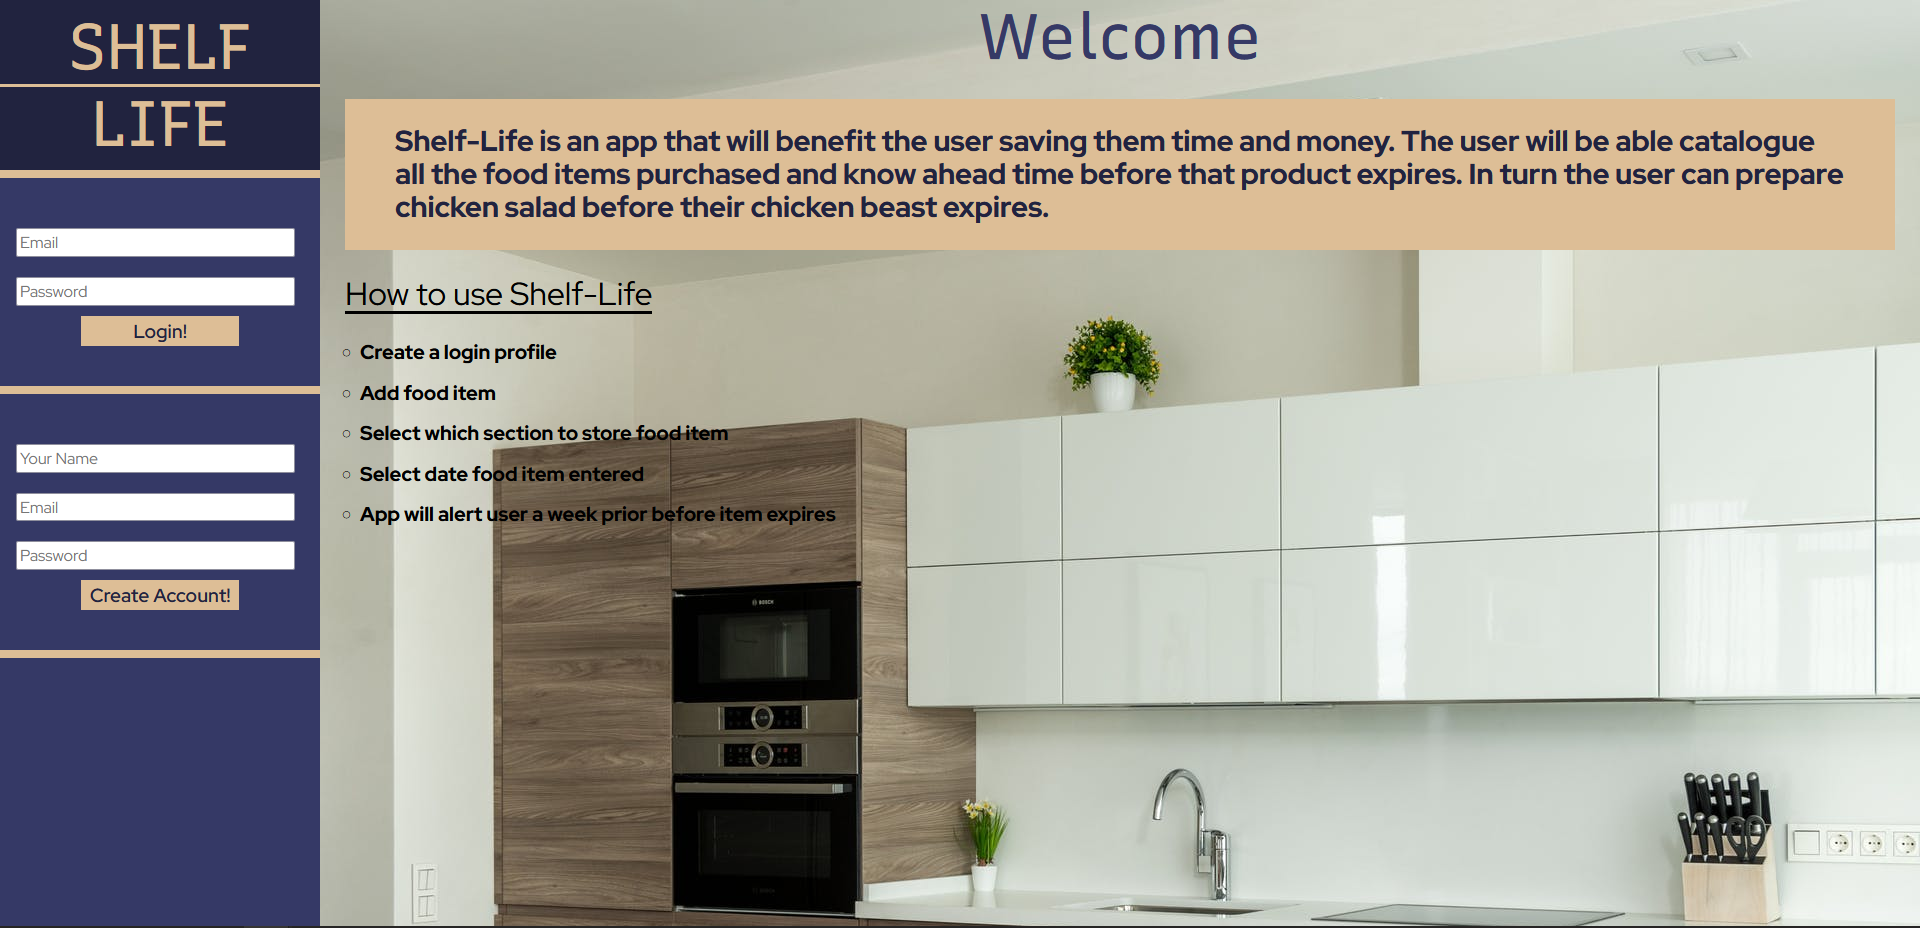 SHELF
LIFE
Email
Password
Login!
Your Name
Email
Password
Create Account!
Welcome
Shelf-Life is an app that will benefit the user saving them time and money. The user will be able catalogue
all the food items purchased and know ahead time before that product expires. In turn the user can prepare
chicken salad before their chicken beast expires.
How to use Shelf-Life
Create a login profile
Add food item
Select which section to store food item
Select date food item entered
App will alert user a week prior before item expires
BOSCH